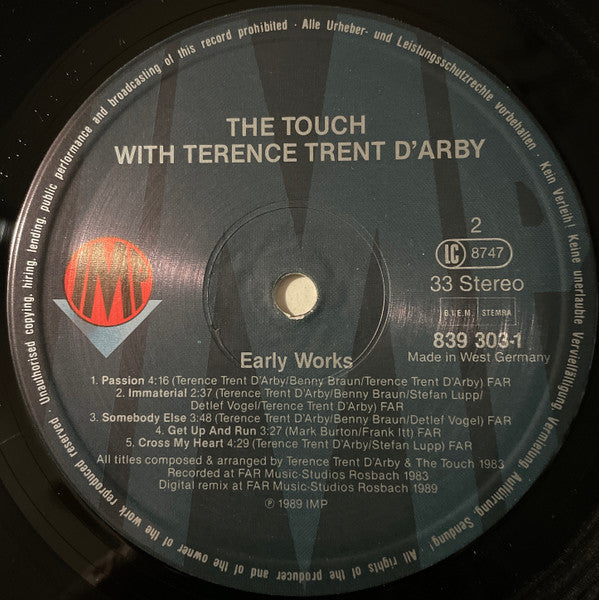 Unauthorised copying, hiring, lending, public performance and broadcasting of this record prohibited · Alle Urheber- und Leistungsschutzrechte vorbehalten · Kein Verleih! Keine unerlaubte Vervielfältigung, Vermietung, Aufführung, Sendung! All rights of the producer and of the owner of the work reproduced reserved ·
THE TOUCH
WITH TERENCE TRENT D'ARBY
2
LC 8747
33 Stereo
B.I.E.M. STEMRA
839 303-1
Made in West Germany
IMP
Early Works
1. Passion 4:16 (Terence Trent D'Arby/Benny Braun/Terence Trent D'Arby) FAR
2. Immaterial 2:37 (Terence Trent D'Arby/Benny Braun/Stefan Lupp/
Detlef Vogel/Terence Trent D'Arby) FAR
3. Somebody Else 3:48 (Terence Trent D'Arby/Benny Braun/Detlef Vogel) FAR
4. Get Up And Run 3:27 (Mark Burton/Frank Itt) FAR
5. Cross My Heart 4:29 (Terence Trent D'Arby/Stefan Lupp) FAR
All titles composed & arranged by Terence Trent D'Arby & The Touch 1983
Recorded at FAR Music-Studios Rosbach 1983
Digital remix at FAR Music-Studios Rosbach 1989
℗ 1989 IMP